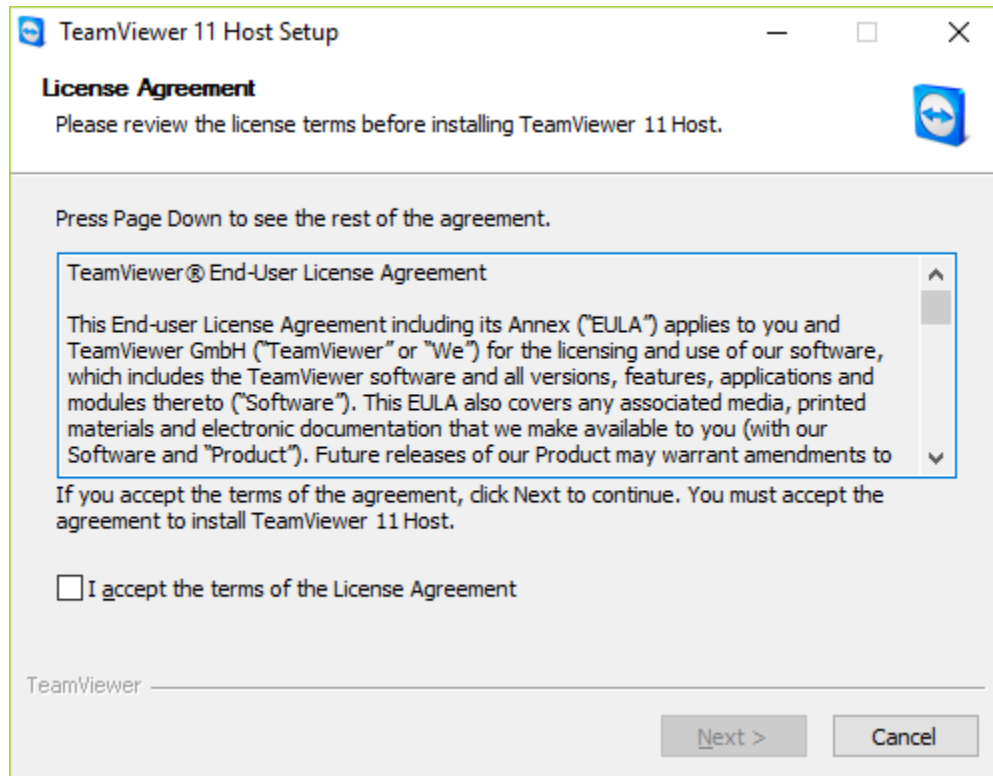 TeamViewer 11 Host Setup
License Agreement
Please review the license terms before installing TeamViewer 11 Host.
Press Page Down to see the rest of the agreement.
TeamViewer® End-User License Agreement
This End-user License Agreement including its Annex ("EULA") applies to you and
TeamViewer GmbH ("TeamViewer" or "We") for the licensing and use of our software,
which includes the TeamViewer software and all versions, features, applications and
modules thereto ("Software"). This EULA also covers any associated media, printed
materials and electronic documentation that we make available to you (with our
Software and "Product"). Future releases of our Product may warrant amendments to
If you accept the terms of the agreement, click Next to continue. You must accept the
agreement to install TeamViewer 11 Host.
I accept the terms of the License Agreement
TeamViewer
Next >
Cancel